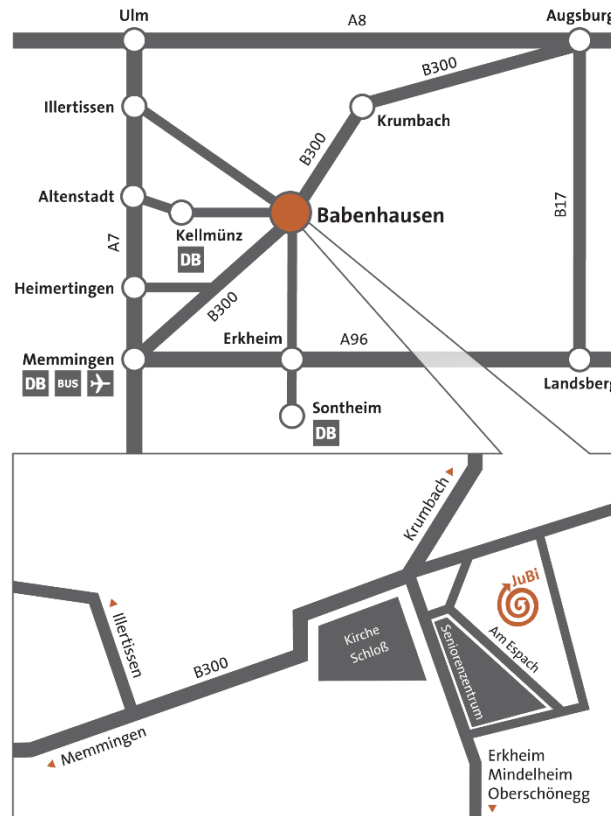 Ulm
A8
Augsburg
B300
Illertissen
Krumbach
B300
Altenstadt
Babenhausen
B17
Kellmünz
DB
A7
Heimertingen
B300
Erkheim
A96
Memmingen
Landsberg
DB BUS
Sontheim
DB
Krumbach
JuBi
Illertissen
Kirche
Schloß
Am Espach
Seniorenzentrum
B300
Memmingen
Erkheim
Mindelheim
Oberschönegg